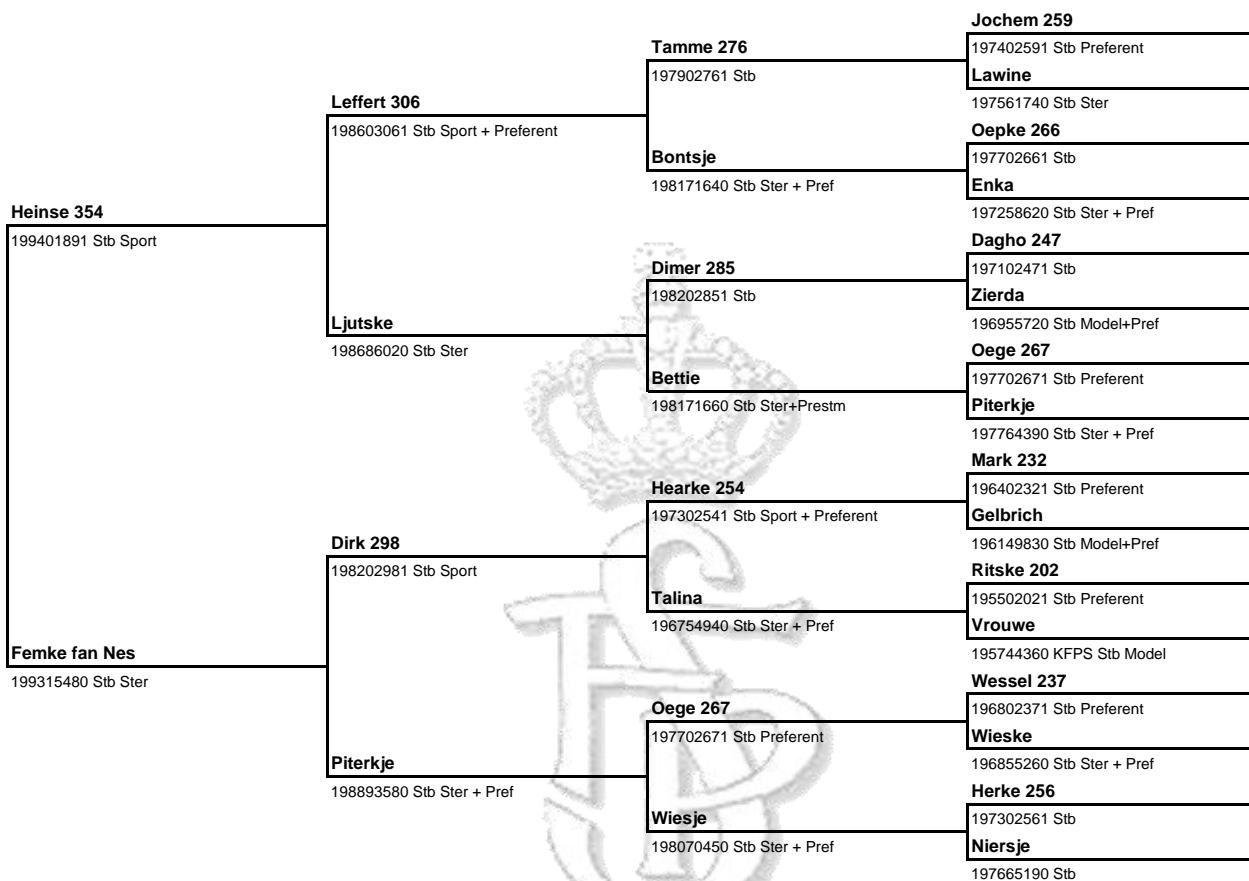 Jochem 259
Tamme 276
197402591 Stb Preferent
197902761 Stb
Lawine
Leffert 306
197561740 Stb Ster
198603061 Stb Sport + Preferent
Oepke 266
Bontsje
197702661 Stb
198171640 Stb Ster + Pref
Enka
Heinse 354
197258620 Stb Ster + Pref
199401891 Stb Sport
Dagho 247
Dimer 285
197102471 Stb
198202851 Stb
Zierda
Ljutske
196955720 Stb Model+Pref
198686020 Stb Ster
Oege 267
Bettie
197702671 Stb Preferent
198171660 Stb Ster+Prestm
Piterkje
197764390 Stb Ster + Pref
Mark 232
Hearke 254
196402321 Stb Preferent
197302541 Stb Sport + Preferent
Gelbrich
Dirk 298
196149830 Stb Model+Pref
198202981 Stb Sport
Ritske 202
Talina
195502021 Stb Preferent
196754940 Stb Ster + Pref
Vrouwe
Femke fan Nes
195744360 KFPS Stb Model
199315480 Stb Ster
Wessel 237
Oege 267
196802371 Stb Preferent
197702671 Stb Preferent
Wieske
Piterkje
196855260 Stb Ster + Pref
198893580 Stb Ster + Pref
Herke 256
Wiesje
197302561 Stb
198070450 Stb Ster + Pref
Niersje
197665190 Stb